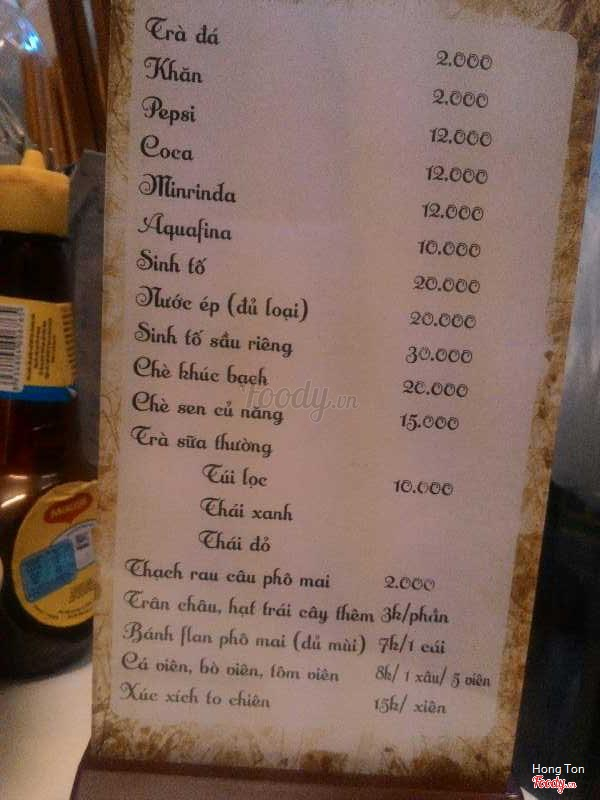 Trà đá 2.000
Khăn 2.000
Pepsi 12.000
Coca 12.000
Minrinda 12.000
Aquafina 10.000
Sinh tố 20.000
Nước ép (đủ loại) 20.000
Sinh tố sầu riêng 30.000
Chè khúc bạch 20.000
Chè sen củ năng 15.000
Trà sữa thường
Túi lọc 10.000
Thái xanh
Thái đỏ
Thạch rau câu phô mai 2.000
Trân châu, hạt trái cây thêm 3k/phần
Bánh flan phô mai (đủ mùi) 7k/1 cái
Cá viên, bò viên, tôm viên 8k/ 1 xâu/ 5 viên
Xúc xích to chiên 15k/ xiên
Foody.vn
MAGGI
Hong Ton
Foody.vn